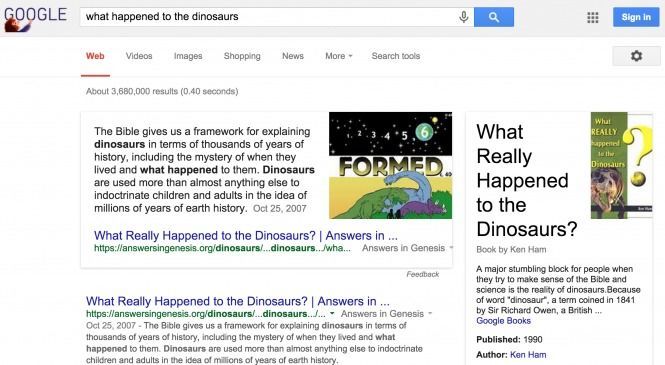 GOOGLE
what happened to the dinosaurs
Sign in
Web Videos Images Shopping News More Search tools
About 3,680,000 results (0.40 seconds)
The Bible gives us a framework for explaining
dinosaurs in terms of thousands of years of
history, including the mystery of when they
lived and what happened to them. Dinosaurs
are used more than almost anything else to
indoctrinate children and adults in the idea of
millions of years of earth history. Oct 25, 2007
1 2 3 4 5 6
FORMED
What Really Happened to the Dinosaurs? | Answers in ...
https://answersingenesis.org/dinosaurs/...dinosaurs.../wha... Answers in Genesis
Feedback
What Really Happened to the Dinosaurs? | Answers in ...
https://answersingenesis.org/dinosaurs/...dinosaurs.../... Answers in Genesis
Oct 25, 2007 - The Bible gives us a framework for explaining dinosaurs in terms of
thousands of years of history, including the mystery of when they lived and what
happened to them. Dinosaurs are used more than almost anything else to indoctrinate
children and adults in the idea of millions of years of earth history.
What
Really
Happened
to the
Dinosaurs?
Book by Ken Ham
What
REALLY
happened
to the
Dinosaurs
?
Ken Ham
A major stumbling block for people when
they try to make sense of the Bible and
science is the reality of dinosaurs.Because
of word "dinosaur", a term coined in 1841
by Sir Richard Owen, a British ...
Google Books
Published: 1990
Author: Ken Ham